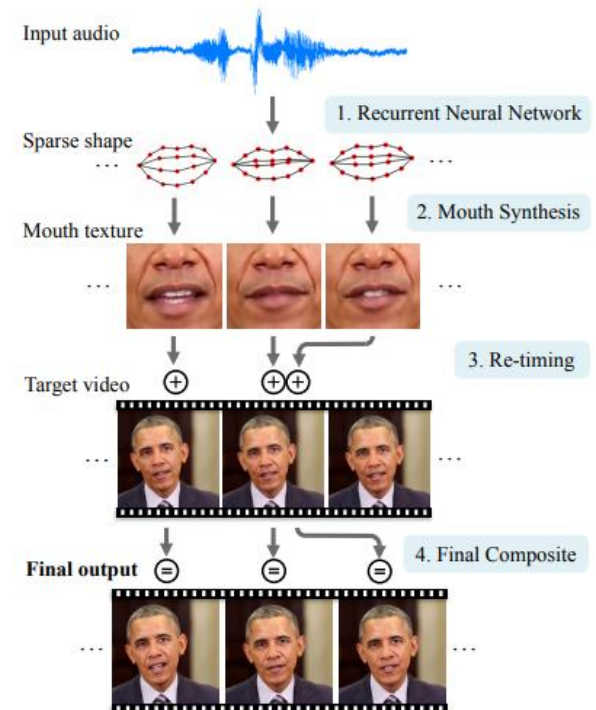 Input audio
1. Recurrent Neural Network
Sparse shape
... ...
2. Mouth Synthesis
Mouth texture
... ...
3. Re-timing
+ + +
Target video
... ...
4. Final Composite
Final output
= = =
... ...